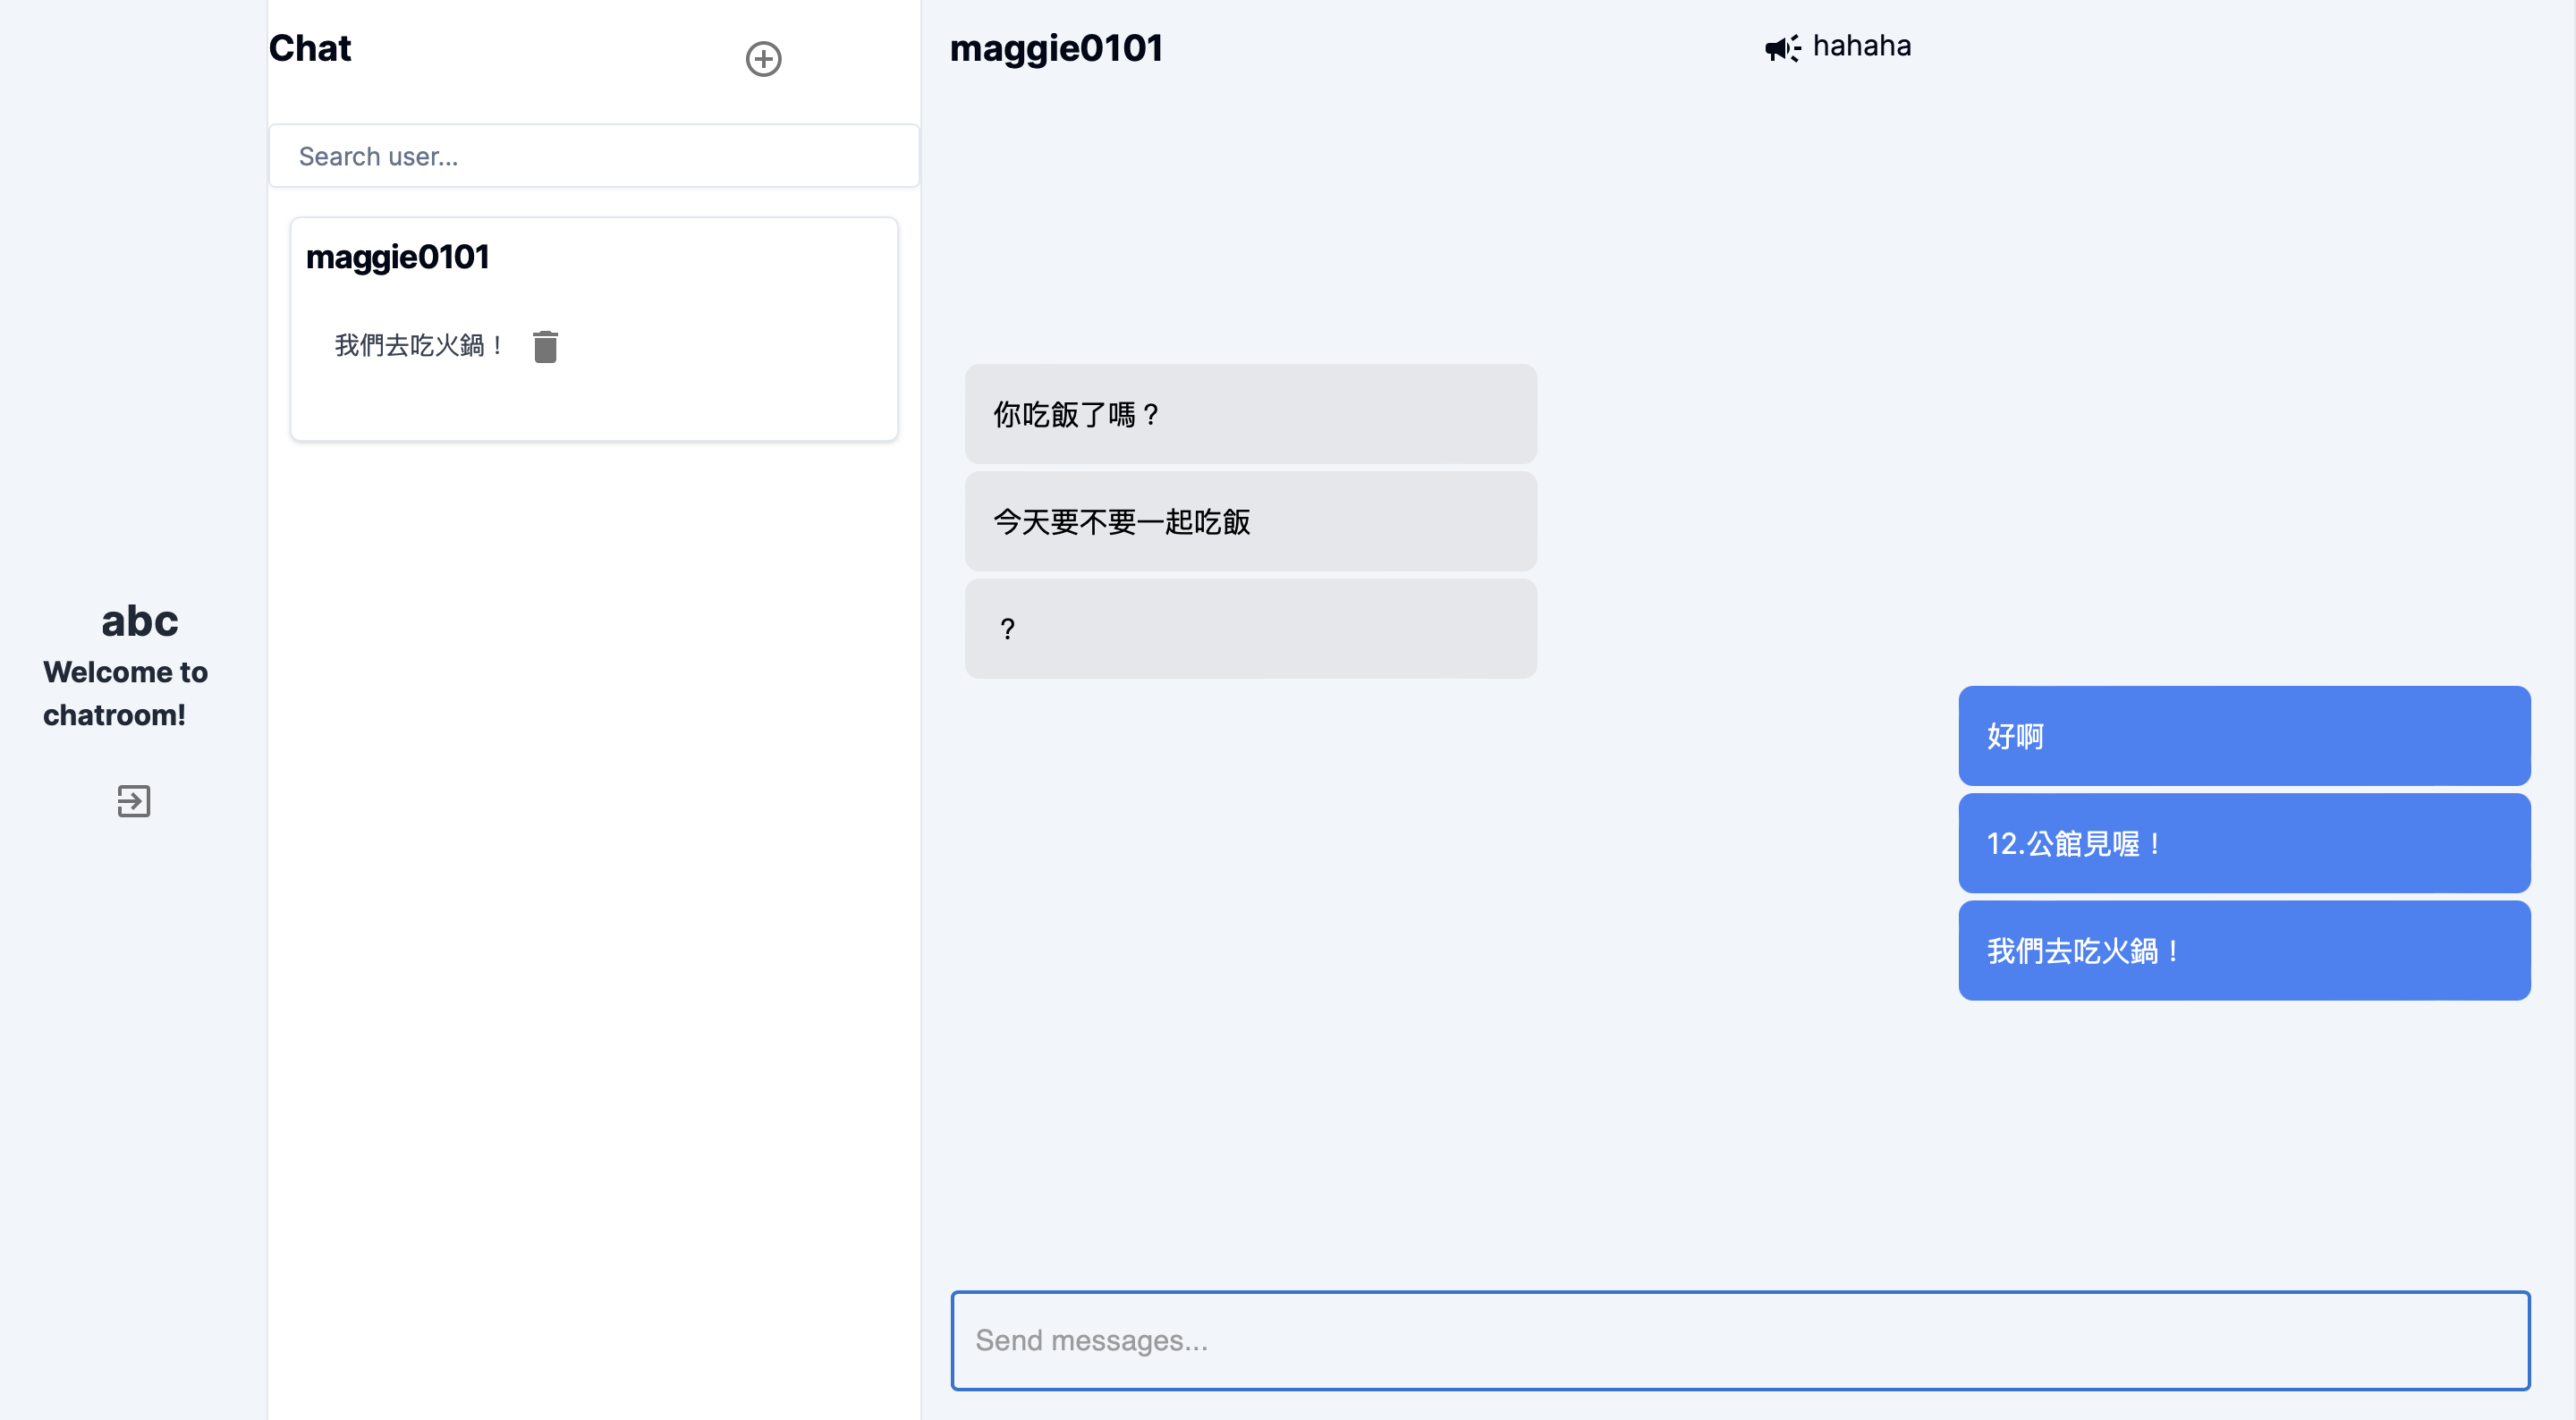 abc
Welcome to
chatroom!
Chat
Search user...
maggie0101
我們去吃火鍋！
maggie0101
hahaha
你吃飯了嗎？
今天要不要一起吃飯
？
好啊
12.公館見喔！
我們去吃火鍋！
Send messages...